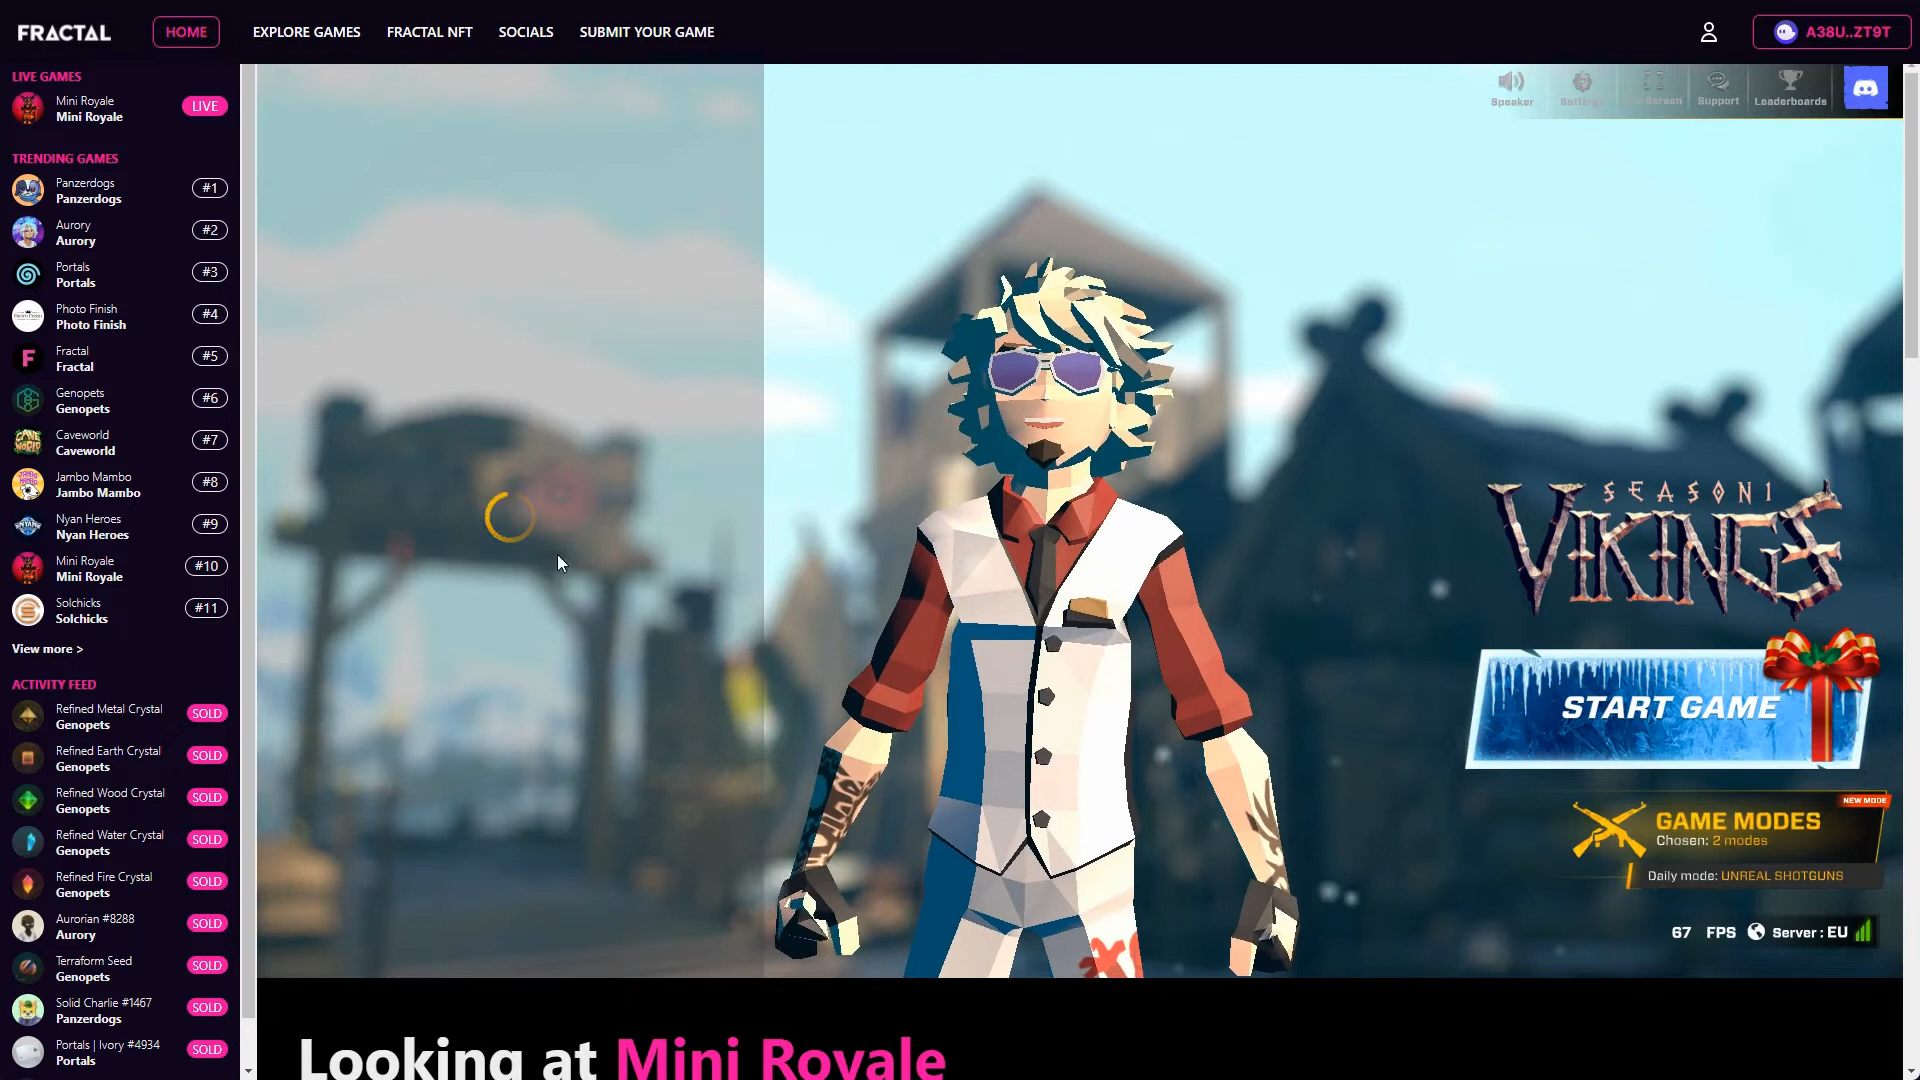 FRACTAL
HOME
EXPLORE GAMES
FRACTAL NFT
SOCIALS
SUBMIT YOUR GAME
A38U..ZT9T
LIVE GAMES
Mini Royale
Mini Royale
LIVE
TRENDING GAMES
Panzerdogs
Panzerdogs
#1
Aurory
Aurory
#2
Portals
Portals
#3
Photo Finish
Photo Finish
#4
Fractal
Fractal
#5
Genopets
Genopets
#6
Caveworld
Caveworld
#7
Jambo Mambo
Jambo Mambo
#8
Nyan Heroes
Nyan Heroes
#9
Mini Royale
Mini Royale
#10
Solchicks
Solchicks
#11
View more >
ACTIVITY FEED
Refined Metal Crystal
Genopets
SOLD
Refined Earth Crystal
Genopets
SOLD
Refined Wood Crystal
Genopets
SOLD
Refined Water Crystal
Genopets
SOLD
Refined Fire Crystal
Genopets
SOLD
Aurorian #8288
Aurory
SOLD
Terraform Seed
Genopets
SOLD
Solid Charlie #1467
Panzerdogs
SOLD
Portals | Ivory #4934
Portals
SOLD
Speaker
Settings
Screen
Support
Leaderboards
SEASON 1
VIKINGS
START GAME
NEW MODE
GAME MODES
Chosen: 2 modes
Daily mode: UNREAL SHOTGUNS
67 FPS
Server : EU
Looking at Mini Royale